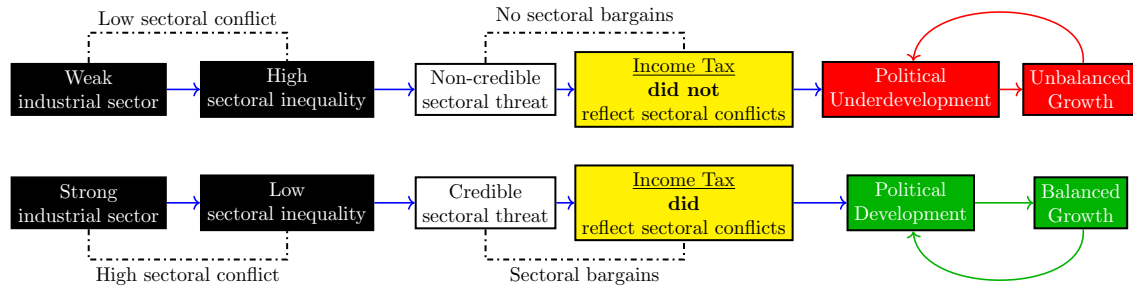 Low sectoral conflict
No sectoral bargains
Weak
industrial sector
High
sectoral inequality
Non-credible
sectoral threat
Income Tax
did not
reflect sectoral conflicts
Political
Underdevelopment
Unbalanced
Growth
Strong
industrial sector
Low
sectoral inequality
Credible
sectoral threat
Income Tax
did
reflect sectoral conflicts
Political
Development
Balanced
Growth
High sectoral conflict
Sectoral bargains